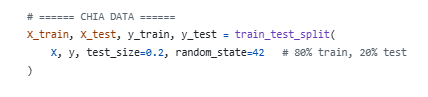 # ====== CHIA DATA ======
X_train, X_test, y_train, y_test = train_test_split(
    X, y, test_size=0.2, random_state=42   # 80% train, 20% test
)